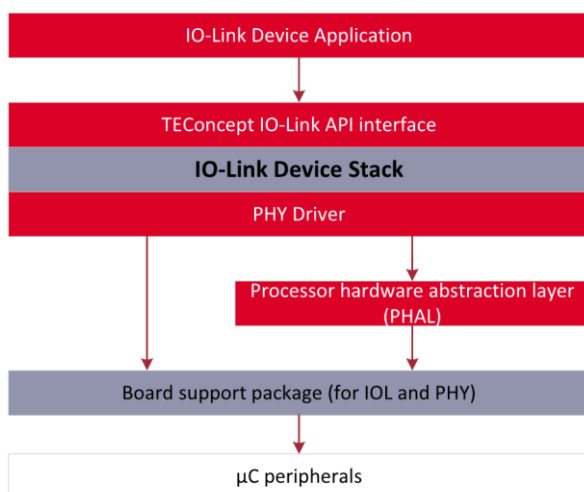 IO-Link Device Application
TEConcept IO-Link API interface
IO-Link Device Stack
PHY Driver
Processor hardware abstraction layer
(PHAL)
Board support package (for IOL and PHY)
µC peripherals